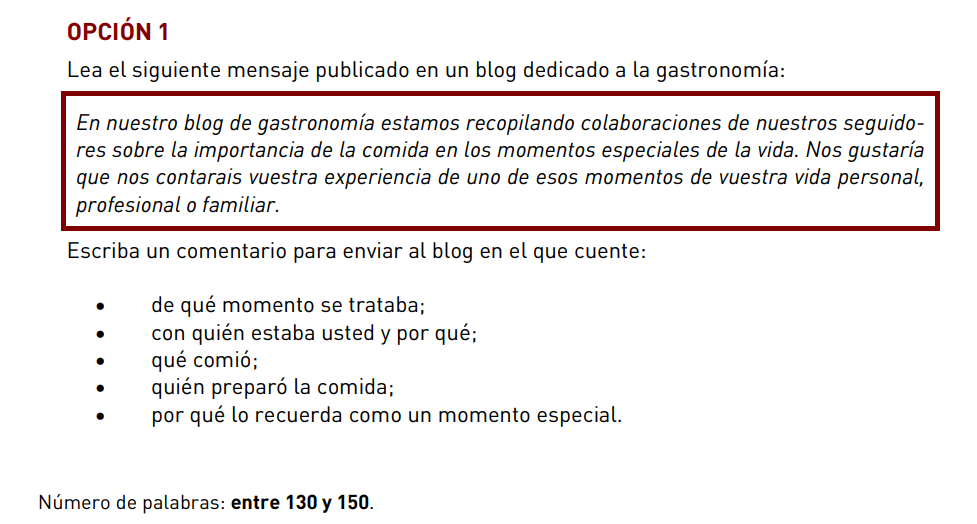 OPCIÓN 1
Lea el siguiente mensaje publicado en un blog dedicado a la gastronomía:
En nuestro blog de gastronomía estamos recopilando colaboraciones de nuestros seguido-
res sobre la importancia de la comida en los momentos especiales de la vida. Nos gustaría
que nos contarais vuestra experiencia de uno de esos momentos de vuestra vida personal,
profesional o familiar.
Escriba un comentario para enviar al blog en el que cuente:
• de qué momento se trataba;
• con quién estaba usted y por qué;
• qué comió;
• quién preparó la comida;
• por qué lo recuerda como un momento especial.
Número de palabras: entre 130 y 150.